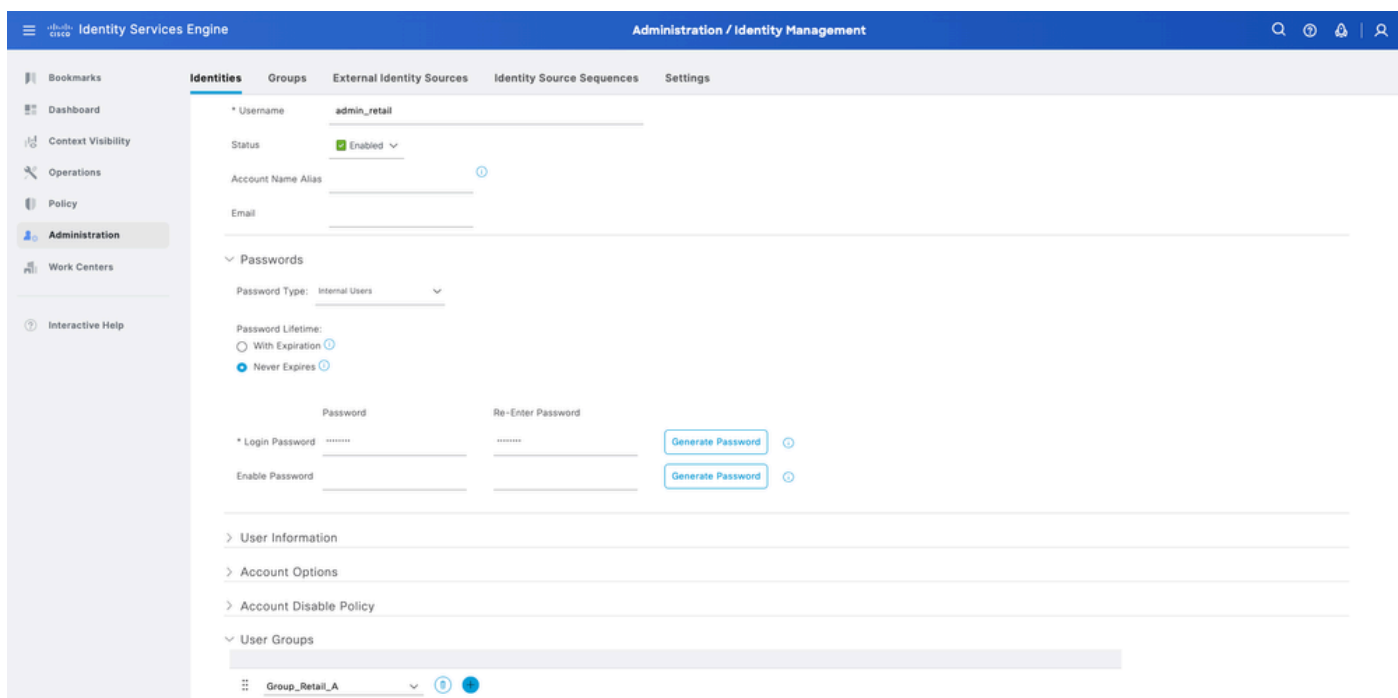 cisco Identity Services Engine
Administration / Identity Management
Bookmarks
Dashboard
Context Visibility
Operations
Policy
Administration
Work Centers
Interactive Help
Identities Groups External Identity Sources Identity Source Sequences Settings
* Username admin_retail
Status Enabled
Account Name Alias
Email
Passwords
Password Type: Internal Users
Password Lifetime:
With Expiration
Never Expires
Password Re-Enter Password
* Login Password ········ ········ Generate Password
Enable Password Generate Password
User Information
Account Options
Account Disable Policy
User Groups
Group_Retail_A